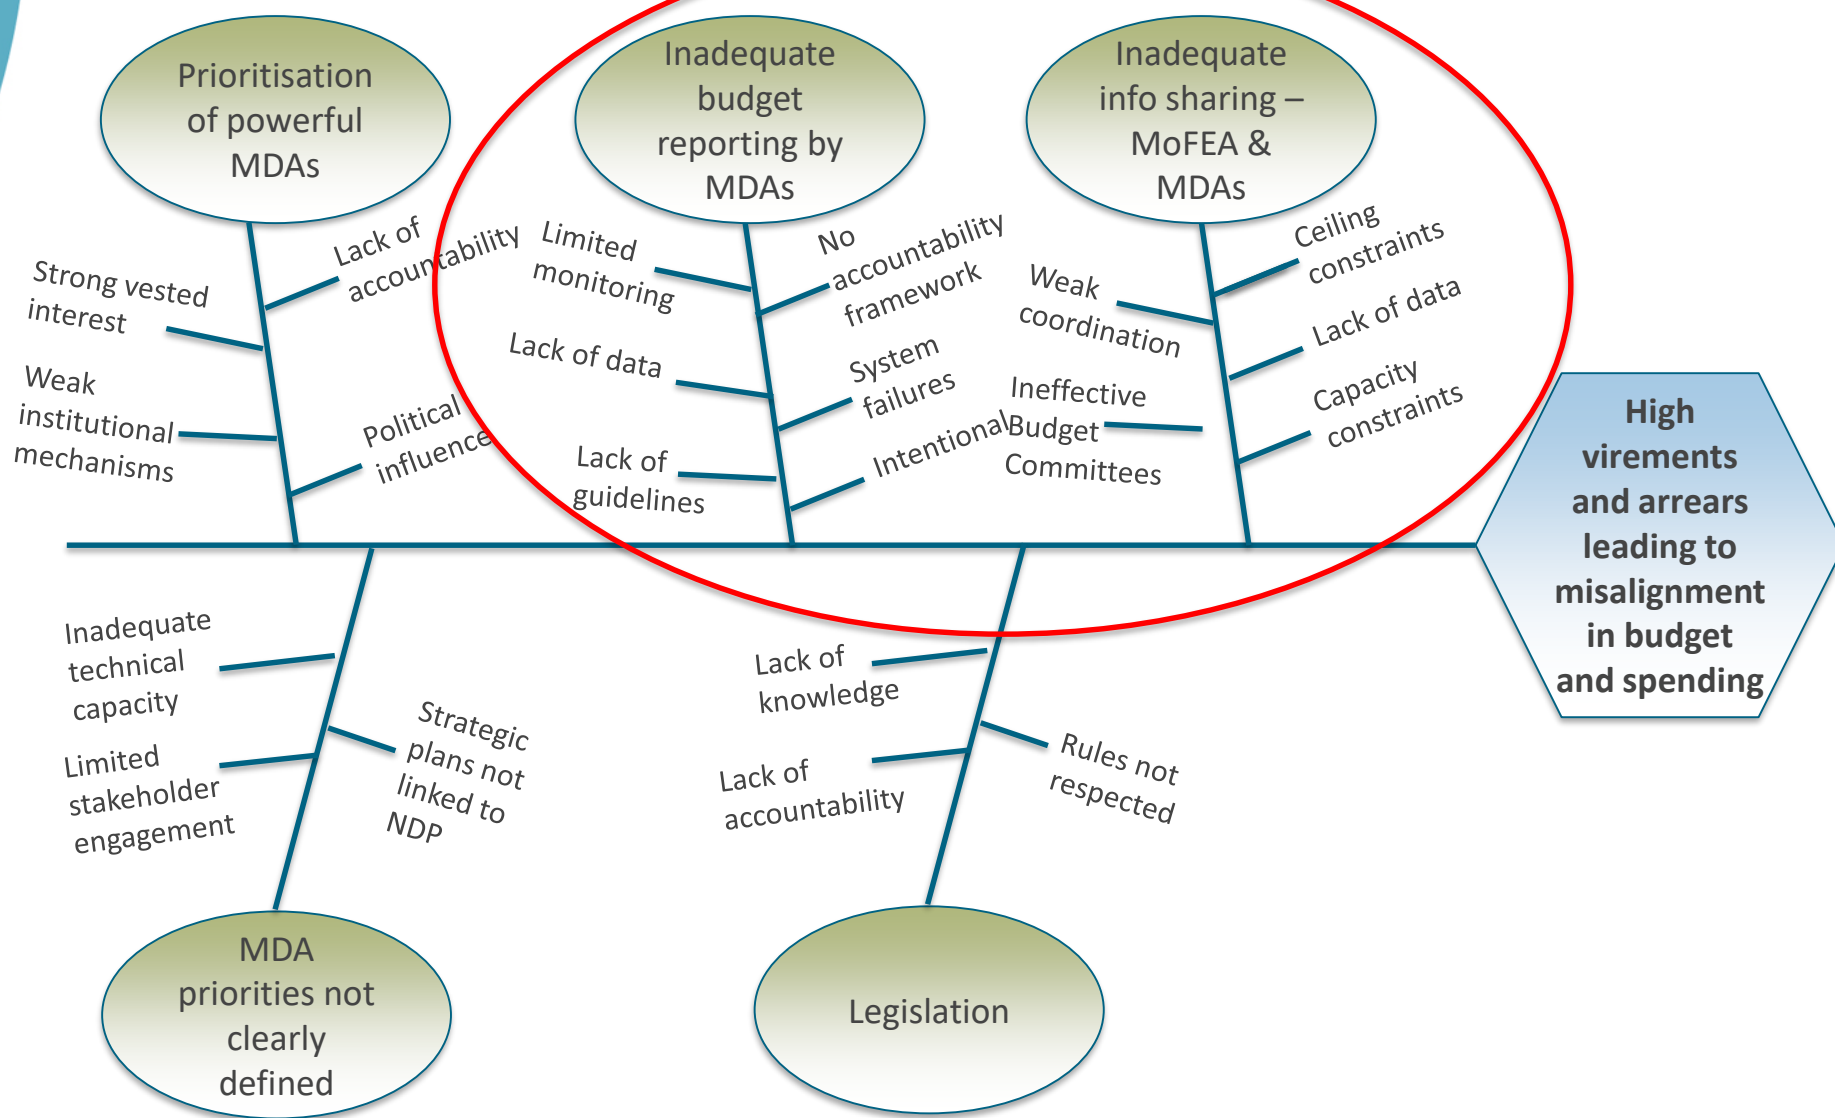 Prioritisation
of powerful
MDAs
Inadequate
budget
reporting by
MDAs
Inadequate
info sharing –
MoFEA &
MDAs
Strong vested
interest
Weak
institutional
mechanisms
Lack of
accountability
Political
influence
Limited
monitoring
Lack of data
Lack of
guidelines
No
accountability
framework
System
failures
Intentional
Weak
coordination
Ineffective
Budget
Committees
Ceiling
constraints
Lack of data
Capacity
constraints
High
virements
and arrears
leading to
misalignment
in budget
and spending
Inadequate
technical
capacity
Limited
stakeholder
engagement
Strategic
plans not
linked to
NDP
Lack of
knowledge
Lack of
accountability
Rules not
respected
MDA
priorities not
clearly
defined
Legislation